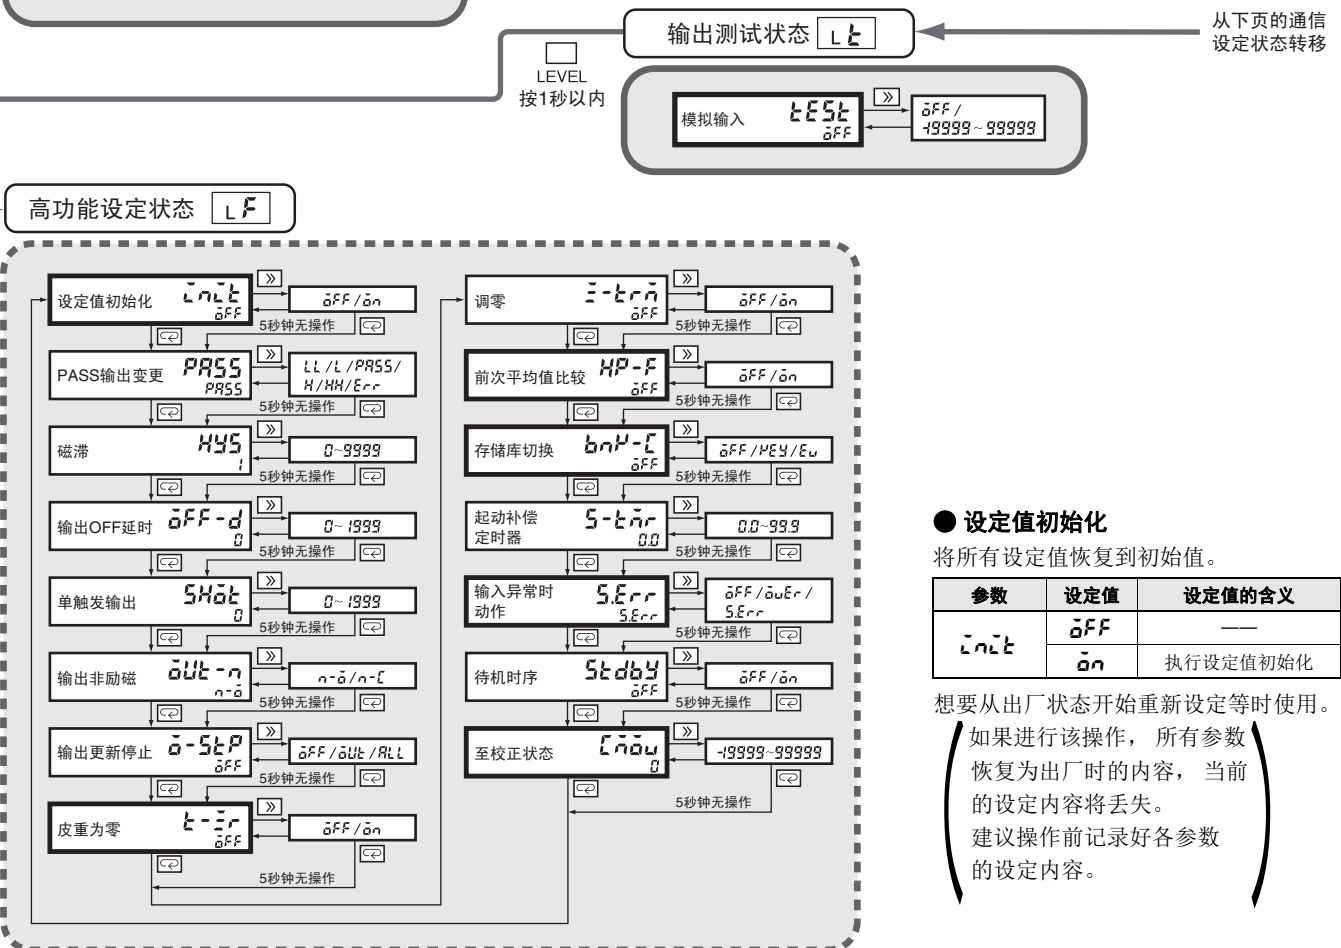 输出测试状态 Lt
从下页的通信
设定状态转移
LEVEL
按1秒以内
模拟输入 tESt
oFF
oFF/
-19999~99999
高功能设定状态 LF
设定值初始化 init
oFF
oFF/on
5秒钟无操作
PASS输出变更 PASS
PASS
LL/L/PASS/
H/HH/Err
5秒钟无操作
磁滞 HYS
1
0~9999
5秒钟无操作
输出OFF延时 oFF-d
0
0~1999
5秒钟无操作
单触发输出 SHot
0
0~1999
5秒钟无操作
输出非励磁 oUt-n
n-o
n-o/n-C
5秒钟无操作
输出更新停止 o-StP
oFF
oFF/oUt/ALL
5秒钟无操作
皮重为零 t-Zr
oFF
oFF/on
5秒钟无操作
调零 Z-trm
oFF
oFF/on
5秒钟无操作
前次平均值比较 HP-F
oFF
oFF/on
5秒钟无操作
存储库切换 bnK-C
oFF
oFF/KEY/Ev
5秒钟无操作
起动补偿
定时器 S-tmr
0.0
0.0~99.9
5秒钟无操作
输入异常时
动作 S.Err
S.Err
oFF/ovEr/
S.Err
5秒钟无操作
待机时序 Stdby
oFF
oFF/on
5秒钟无操作
至校正状态 Cmov
0
-19999~99999
5秒钟无操作
● 设定值初始化
将所有设定值恢复到初始值。
参数 设定值 设定值的含义
init oFF ——
on 执行设定值初始化
想要从出厂状态开始重新设定等时使用。
如果进行该操作， 所有参数
恢复为出厂时的内容， 当前
的设定内容将丢失。
建议操作前记录好各参数
的设定内容。